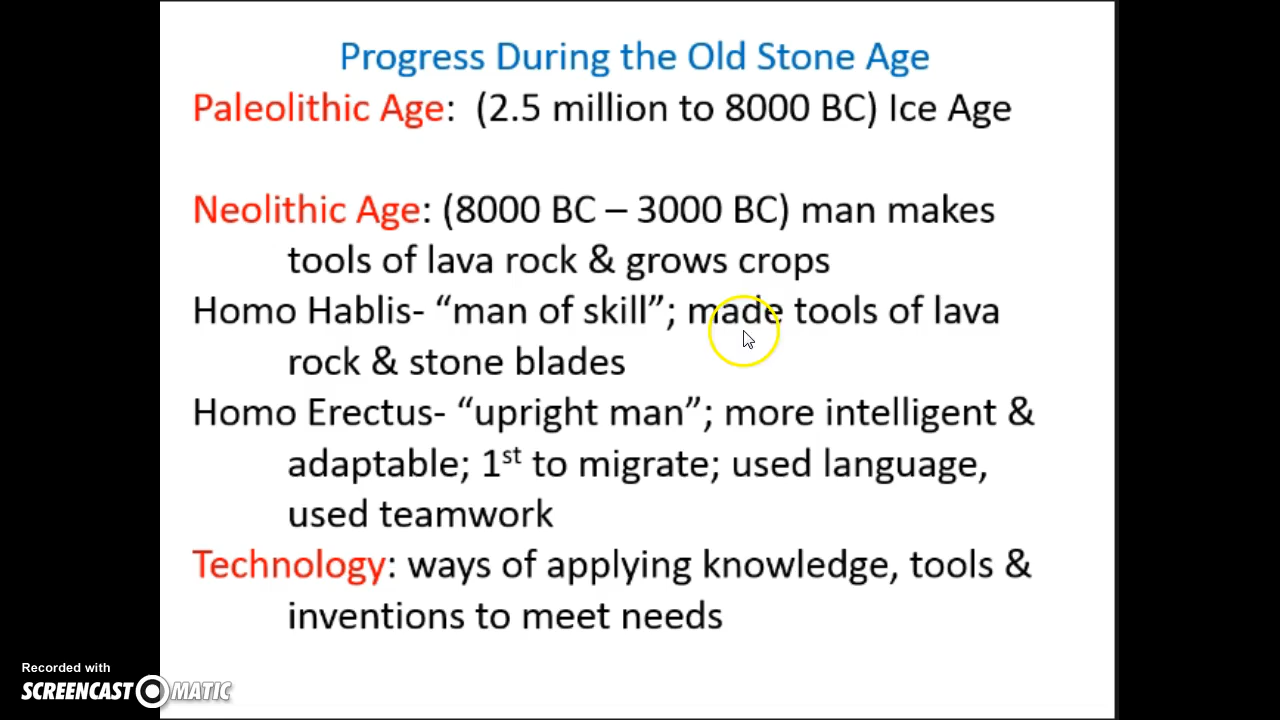 Progress During the Old Stone Age
Paleolithic Age:  (2.5 million to 8000 BC) Ice Age
Neolithic Age: (8000 BC – 3000 BC) man makes
tools of lava rock & grows crops
Homo Hablis- “man of skill”; made tools of lava
rock & stone blades
Homo Erectus- “upright man”; more intelligent &
adaptable; 1st to migrate; used language,
used teamwork
Technology: ways of applying knowledge, tools &
inventions to meet needs
Recorded with
SCREENCAST O MATIC